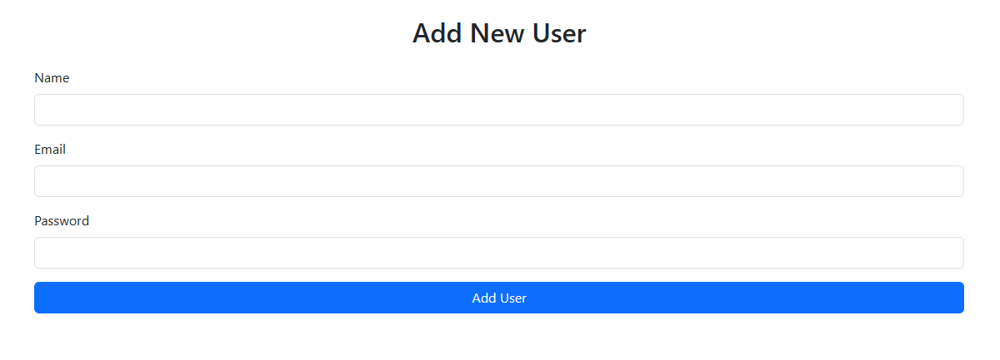 Add New User
Name
Email
Password
Add User